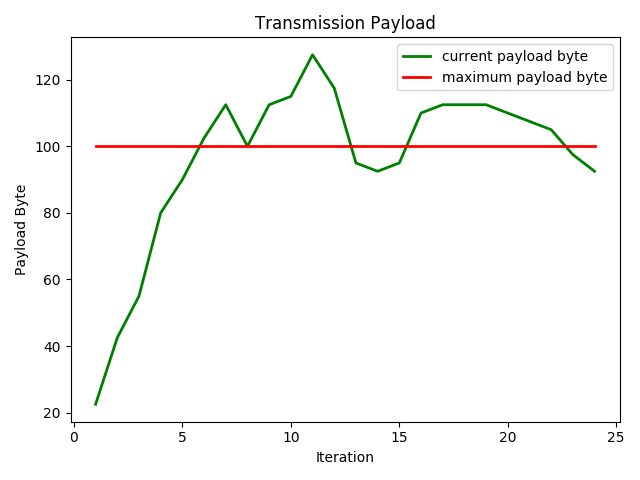 Transmission Payload
current payload byte
maximum payload byte
120
100
80
60
40
20
Payload Byte
0
5
10
15
20
25
Iteration